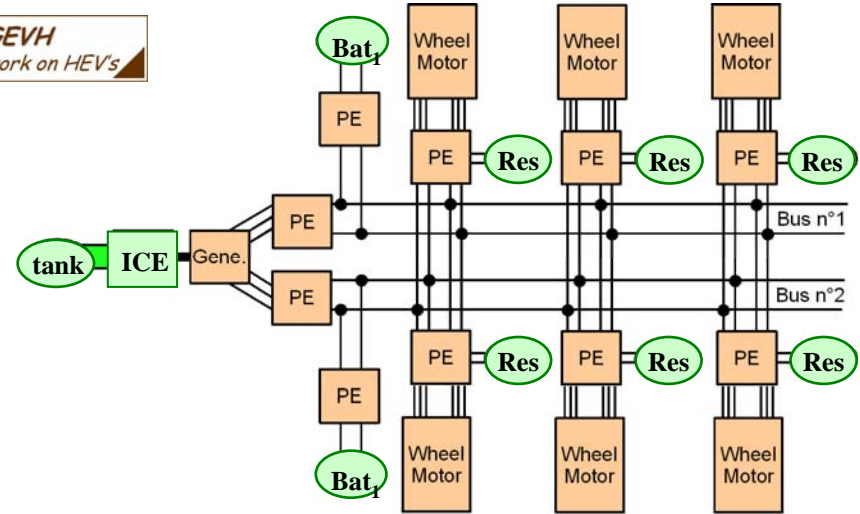 GEVH
ork on HEV's
Bat1
Wheel
Motor
Wheel
Motor
Wheel
Motor
PE
PE
Res
PE
Res
PE
Res
PE
Bus n°1
tank
ICE
Gene.
PE
Bus n°2
PE
Res
PE
Res
PE
Res
PE
Bat1
Wheel
Motor
Wheel
Motor
Wheel
Motor